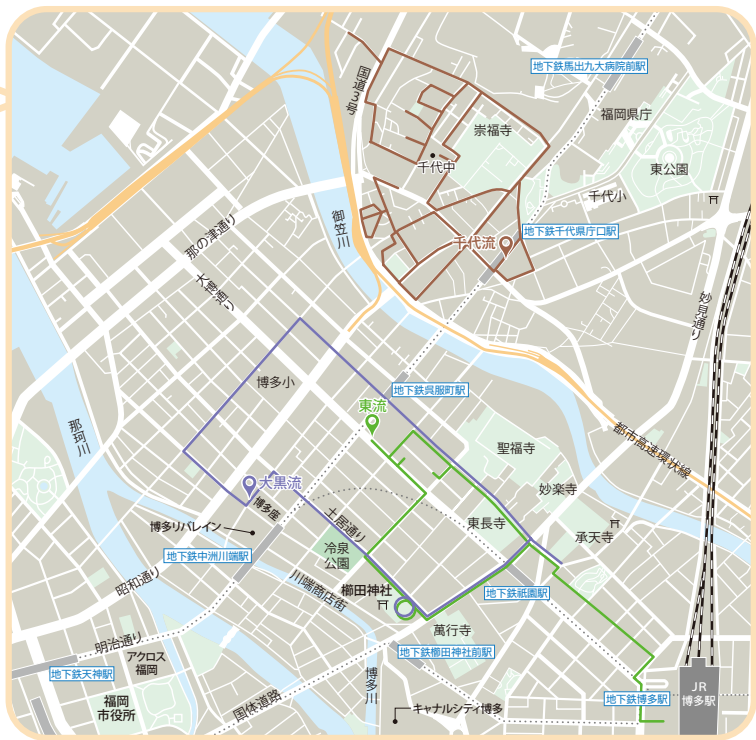 地下鉄馬出九大病院前駅
国道3号
福岡県庁
崇福寺
千代中
東公園
千代小
御笠川
那の津通り
千代流
地下鉄千代県庁口駅
大博通り
妙見通り
博多小
地下鉄呉服町駅
東流
那珂川
都市高速環状線
聖福寺
大黒流
妙楽寺
博多座
土居通り
東長寺
博多リバレイン
承天寺
冷泉
公園
地下鉄中洲川端駅
昭和通り
川端商店街
櫛田神社
地下鉄祇園駅
萬行寺
明治通り
アクロス
福岡
地下鉄櫛田神社前駅
地下鉄天神駅
博多川
JR
博多駅
福岡
市役所
国体道路
キャナルシティ博多
地下鉄博多駅